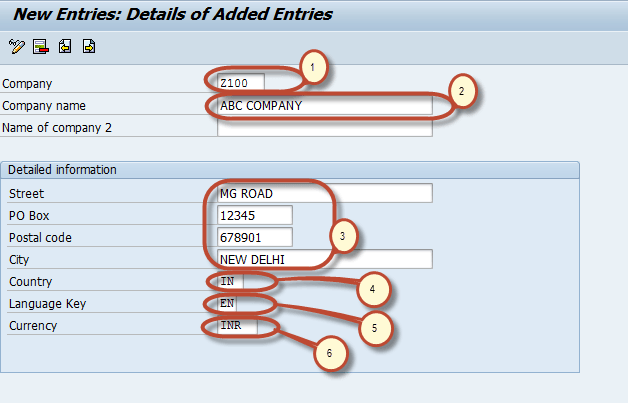 New Entries: Details of Added Entries
Company Z100 1
Company name ABC COMPANY 2
Name of company 2
Detailed information
Street MG ROAD
PO Box 12345
Postal code 678901 3
City NEW DELHI
Country IN 4
Language Key EN 5
Currency INR 6